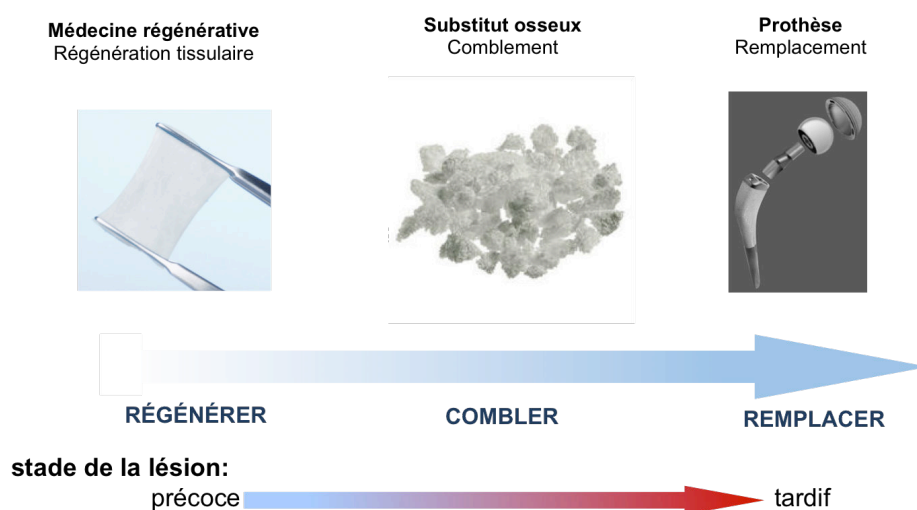 Médecine régénérative
Régénération tissulaire
Substitut osseux
Comblement
Prothèse
Remplacement
RÉGÉNÉRER
COMBLER
REMPLACER
stade de la lésion:
précoce
tardif